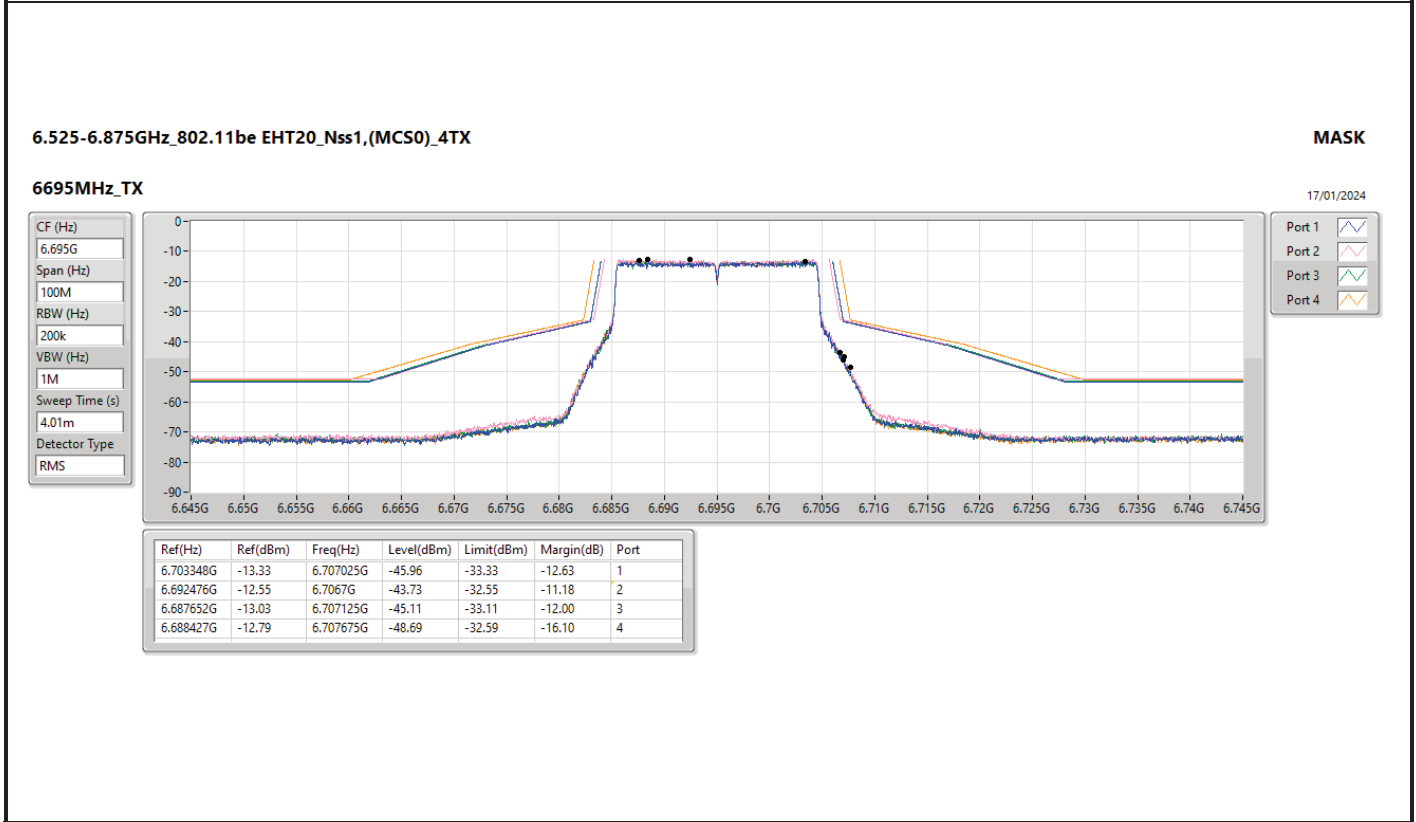 6.525-6.875GHz_802.11be EHT20_Nss1,(MCS0)_4TX
MASK
6695MHz_TX
17/01/2024
CF (Hz)
6.695G
Span (Hz)
100M
RBW (Hz)
200k
VBW (Hz)
1M
Sweep Time (s)
4.01m
Detector Type
RMS
0-
-10-
-20-
-30-
-40-
-50-
-60-
-70-
-80-
-90-
6.645G 6.65G 6.655G 6.66G 6.665G 6.67G 6.675G 6.68G 6.685G 6.69G 6.695G 6.7G 6.705G 6.71G 6.715G 6.72G 6.725G 6.73G 6.735G 6.74G 6.745G
Port 1
Port 2
Port 3
Port 4
Ref(Hz) Ref(dBm) Freq(Hz) Level(dBm) Limit(dBm) Margin(dB) Port
6.703348G -13.33 6.707025G -45.96 -33.33 -12.63 1
6.692476G -12.55 6.7067G -43.73 -32.55 -11.18 2
6.687652G -13.03 6.707125G -45.11 -33.11 -12.00 3
6.688427G -12.79 6.707675G -48.69 -32.59 -16.10 4